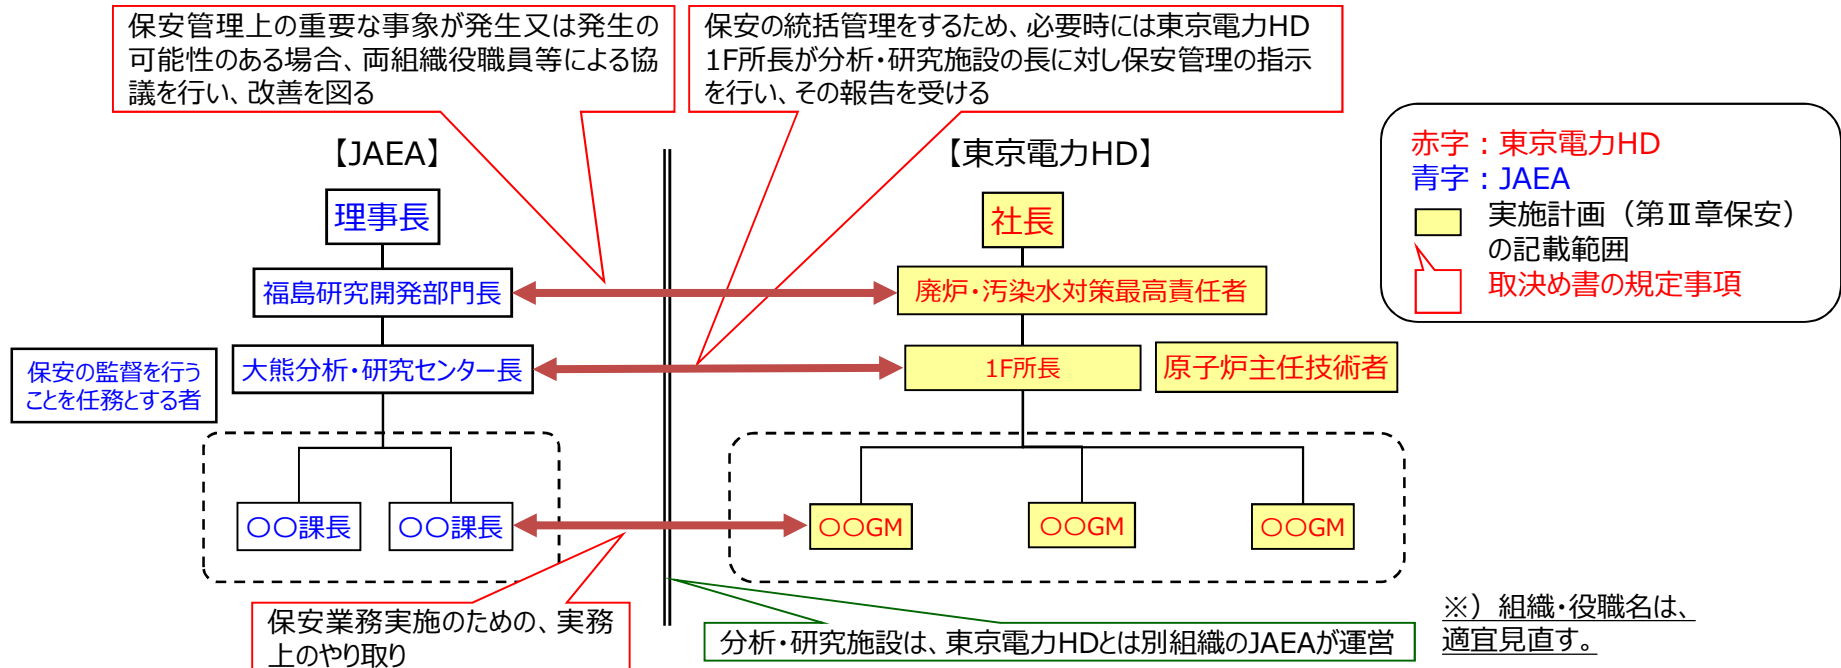 保安管理上の重要な事象が発生又は発生の
可能性のある場合、両組織役職員等による協
議を行い、改善を図る
保安の統括管理をするため、必要時には東京電力HD
1F所長が分析・研究施設の長に対し保安管理の指示
を行い、その報告を受ける
【JAEA】
【東京電力HD】
赤字：東京電力HD
青字：JAEA
実施計画（第Ⅲ章保安）
の記載範囲
取決め書の規定事項
理事長
社長
福島研究開発部門長
廃炉・汚染水対策最高責任者
保安の監督を行う
ことを任務とする者
大熊分析・研究センター長
1F所長
原子炉主任技術者
〇〇課長
〇〇課長
〇〇GM
〇〇GM
〇〇GM
保安業務実施のための、実務
上のやり取り
分析・研究施設は、東京電力HDとは別組織のJAEAが運営
※）組織・役職名は、
適宜見直す。